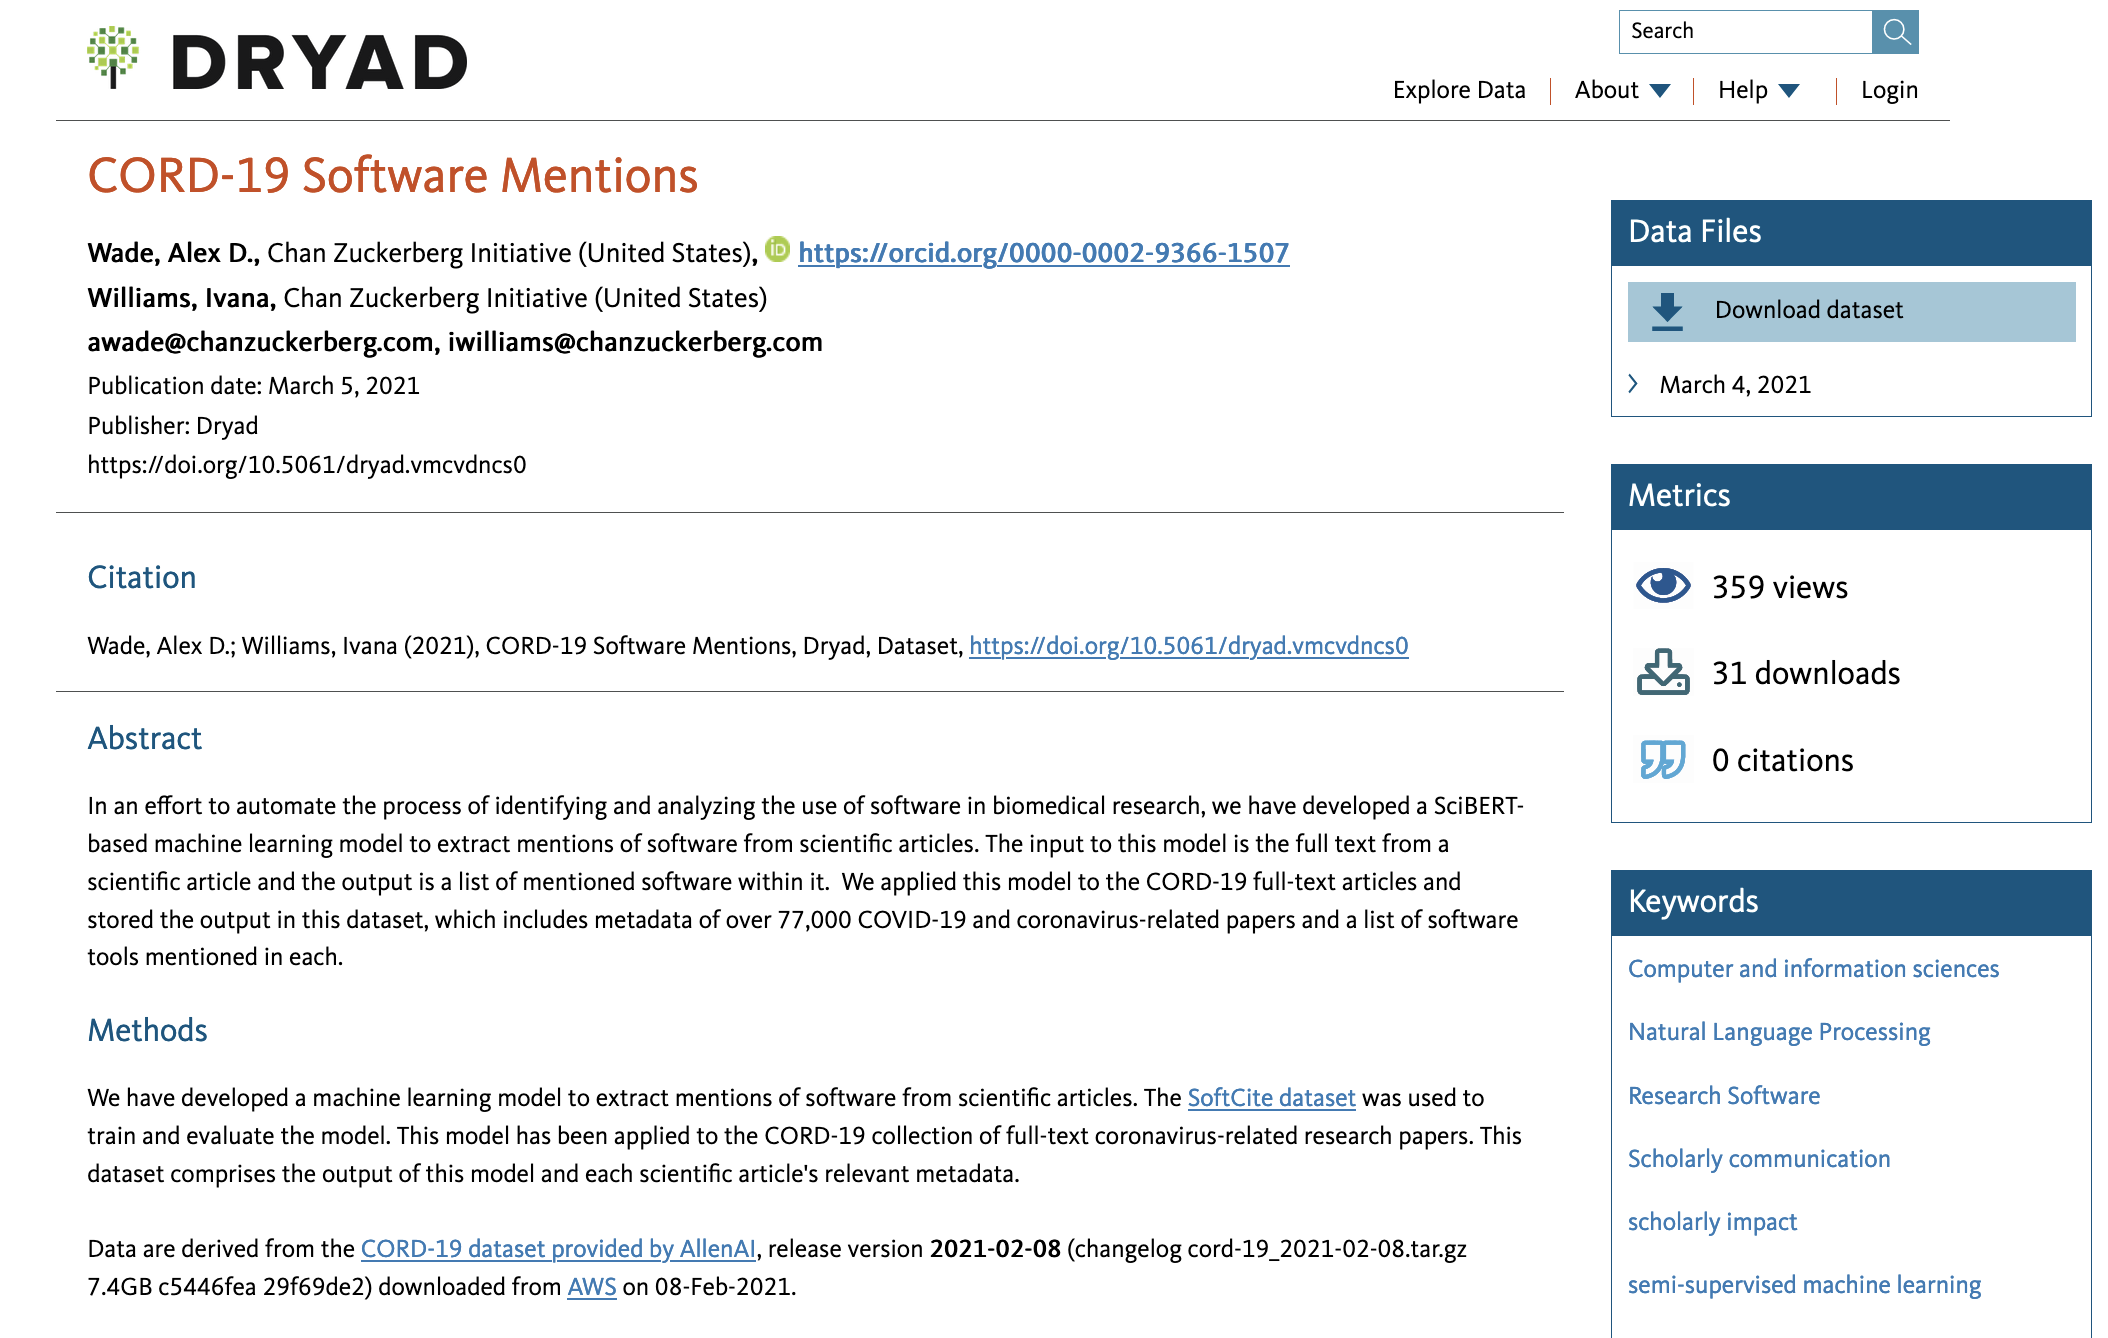 DRYAD
Search
Explore Data
About
Help
Login
CORD-19 Software Mentions
Wade, Alex D., Chan Zuckerberg Initiative (United States), iD https://orcid.org/0000-0002-9366-1507
Williams, Ivana, Chan Zuckerberg Initiative (United States)
awade@chanzuckerberg.com, iwilliams@chanzuckerberg.com
Publication date: March 5, 2021
Publisher: Dryad
https://doi.org/10.5061/dryad.vmcvdncs0
Citation
Wade, Alex D.; Williams, Ivana (2021), CORD-19 Software Mentions, Dryad, Dataset, https://doi.org/10.5061/dryad.vmcvdncs0
Abstract
In an effort to automate the process of identifying and analyzing the use of software in biomedical research, we have developed a SciBERT-
based machine learning model to extract mentions of software from scientific articles. The input to this model is the full text from a
scientific article and the output is a list of mentioned software within it.  We applied this model to the CORD-19 full-text articles and
stored the output in this dataset, which includes metadata of over 77,000 COVID-19 and coronavirus-related papers and a list of software
tools mentioned in each.
Methods
We have developed a machine learning model to extract mentions of software from scientific articles. The SoftCite dataset was used to
train and evaluate the model. This model has been applied to the CORD-19 collection of full-text coronavirus-related research papers. This
dataset comprises the output of this model and each scientific article's relevant metadata.
Data are derived from the CORD-19 dataset provided by AllenAI, release version 2021-02-08 (changelog cord-19_2021-02-08.tar.gz
7.4GB c5446fea 29f69de2) downloaded from AWS on 08-Feb-2021.
Data Files
Download dataset
March 4, 2021
Metrics
359 views
31 downloads
0 citations
Keywords
Computer and information sciences
Natural Language Processing
Research Software
Scholarly communication
scholarly impact
semi-supervised machine learning